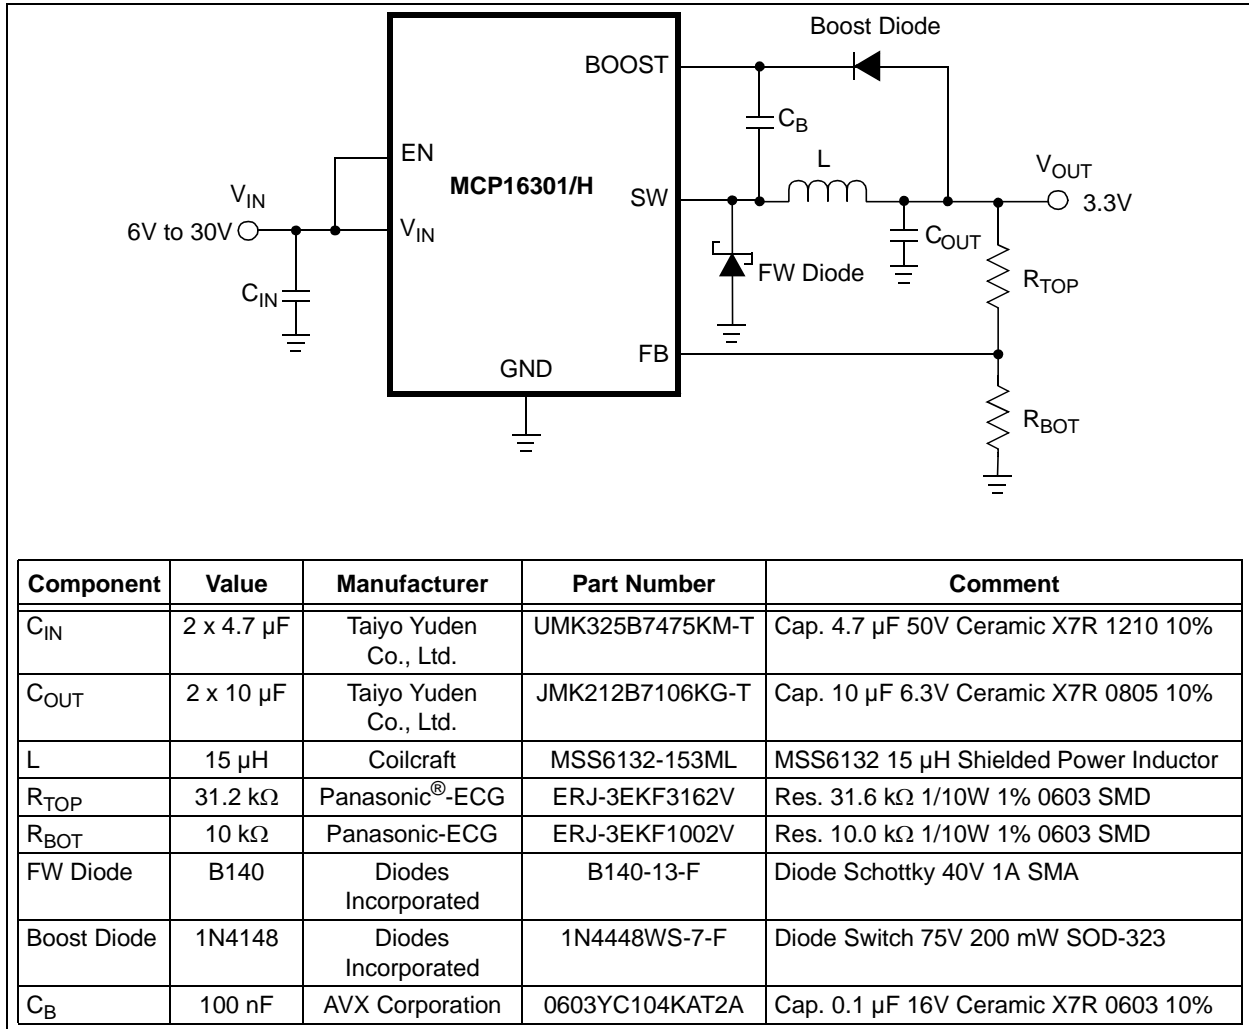 Boost Diode
BOOST
C_B
EN
MCP16301/H
L
V_OUT
V_IN
SW
3.3V
6V to 30V
V_IN
C_OUT
FW Diode
R_TOP
C_IN
FB
GND
R_BOT
Component Value Manufacturer Part Number Comment
C_IN 2 x 4.7 µF Taiyo Yuden Co., Ltd. UMK325B7475KM-T Cap. 4.7 µF 50V Ceramic X7R 1210 10%
C_OUT 2 x 10 µF Taiyo Yuden Co., Ltd. JMK212B7106KG-T Cap. 10 µF 6.3V Ceramic X7R 0805 10%
L 15 µH Coilcraft MSS6132-153ML MSS6132 15 µH Shielded Power Inductor
R_TOP 31.2 kΩ Panasonic®-ECG ERJ-3EKF3162V Res. 31.6 kΩ 1/10W 1% 0603 SMD
R_BOT 10 kΩ Panasonic-ECG ERJ-3EKF1002V Res. 10.0 kΩ 1/10W 1% 0603 SMD
FW Diode B140 Diodes Incorporated B140-13-F Diode Schottky 40V 1A SMA
Boost Diode 1N4148 Diodes Incorporated 1N4448WS-7-F Diode Switch 75V 200 mW SOD-323
C_B 100 nF AVX Corporation 0603YC104KAT2A Cap. 0.1 µF 16V Ceramic X7R 0603 10%